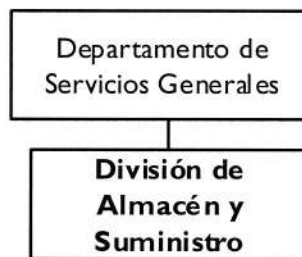 Departamento de
Servicios Generales
División de
Almacén y
Suministro